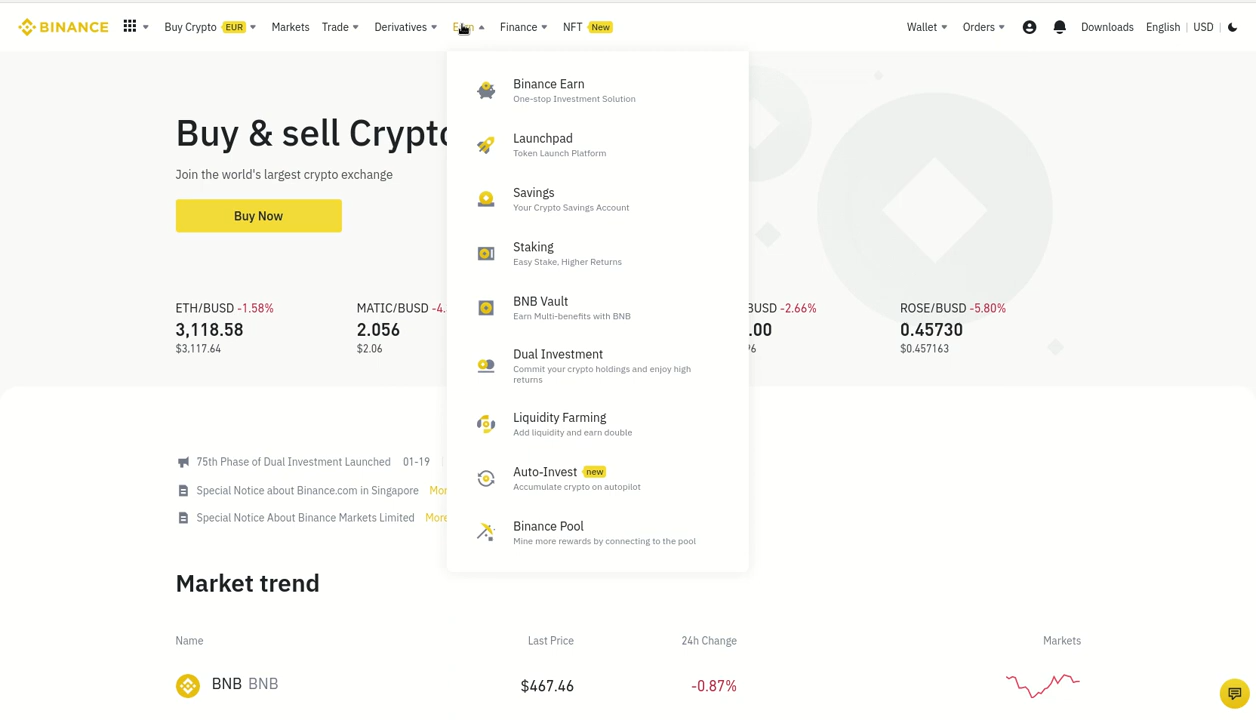 BINANCE
Buy Crypto EUR
Markets
Trade
Derivatives
Finance
NFT New
Wallet
Orders
Downloads
English
USD
Binance Earn
One-stop Investment Solution
Launchpad
Token Launch Platform
Savings
Your Crypto Savings Account
Staking
Easy Stake, Higher Returns
BNB Vault
Earn Multi-benefits with BNB
Dual Investment
Commit your crypto holdings and enjoy high
returns
Liquidity Farming
Add liquidity and earn double
Auto-Invest new
Accumulate crypto on autopilot
Binance Pool
Mine more rewards by connecting to the pool
Buy & sell Crypto
Join the world's largest crypto exchange
Buy Now
ETH/BUSD -1.58%
3,118.58
$3,117.64
MATIC/BUSD -4.
2.056
$2.06
BUSD -2.66%
.00
ROSE/BUSD -5.80%
0.45730
$0.457163
75th Phase of Dual Investment Launched 01-19
Special Notice about Binance.com in Singapore
Special Notice About Binance Markets Limited More
Market trend
Name
Last Price
24h Change
Markets
BNB BNB
$467.46
-0.87%